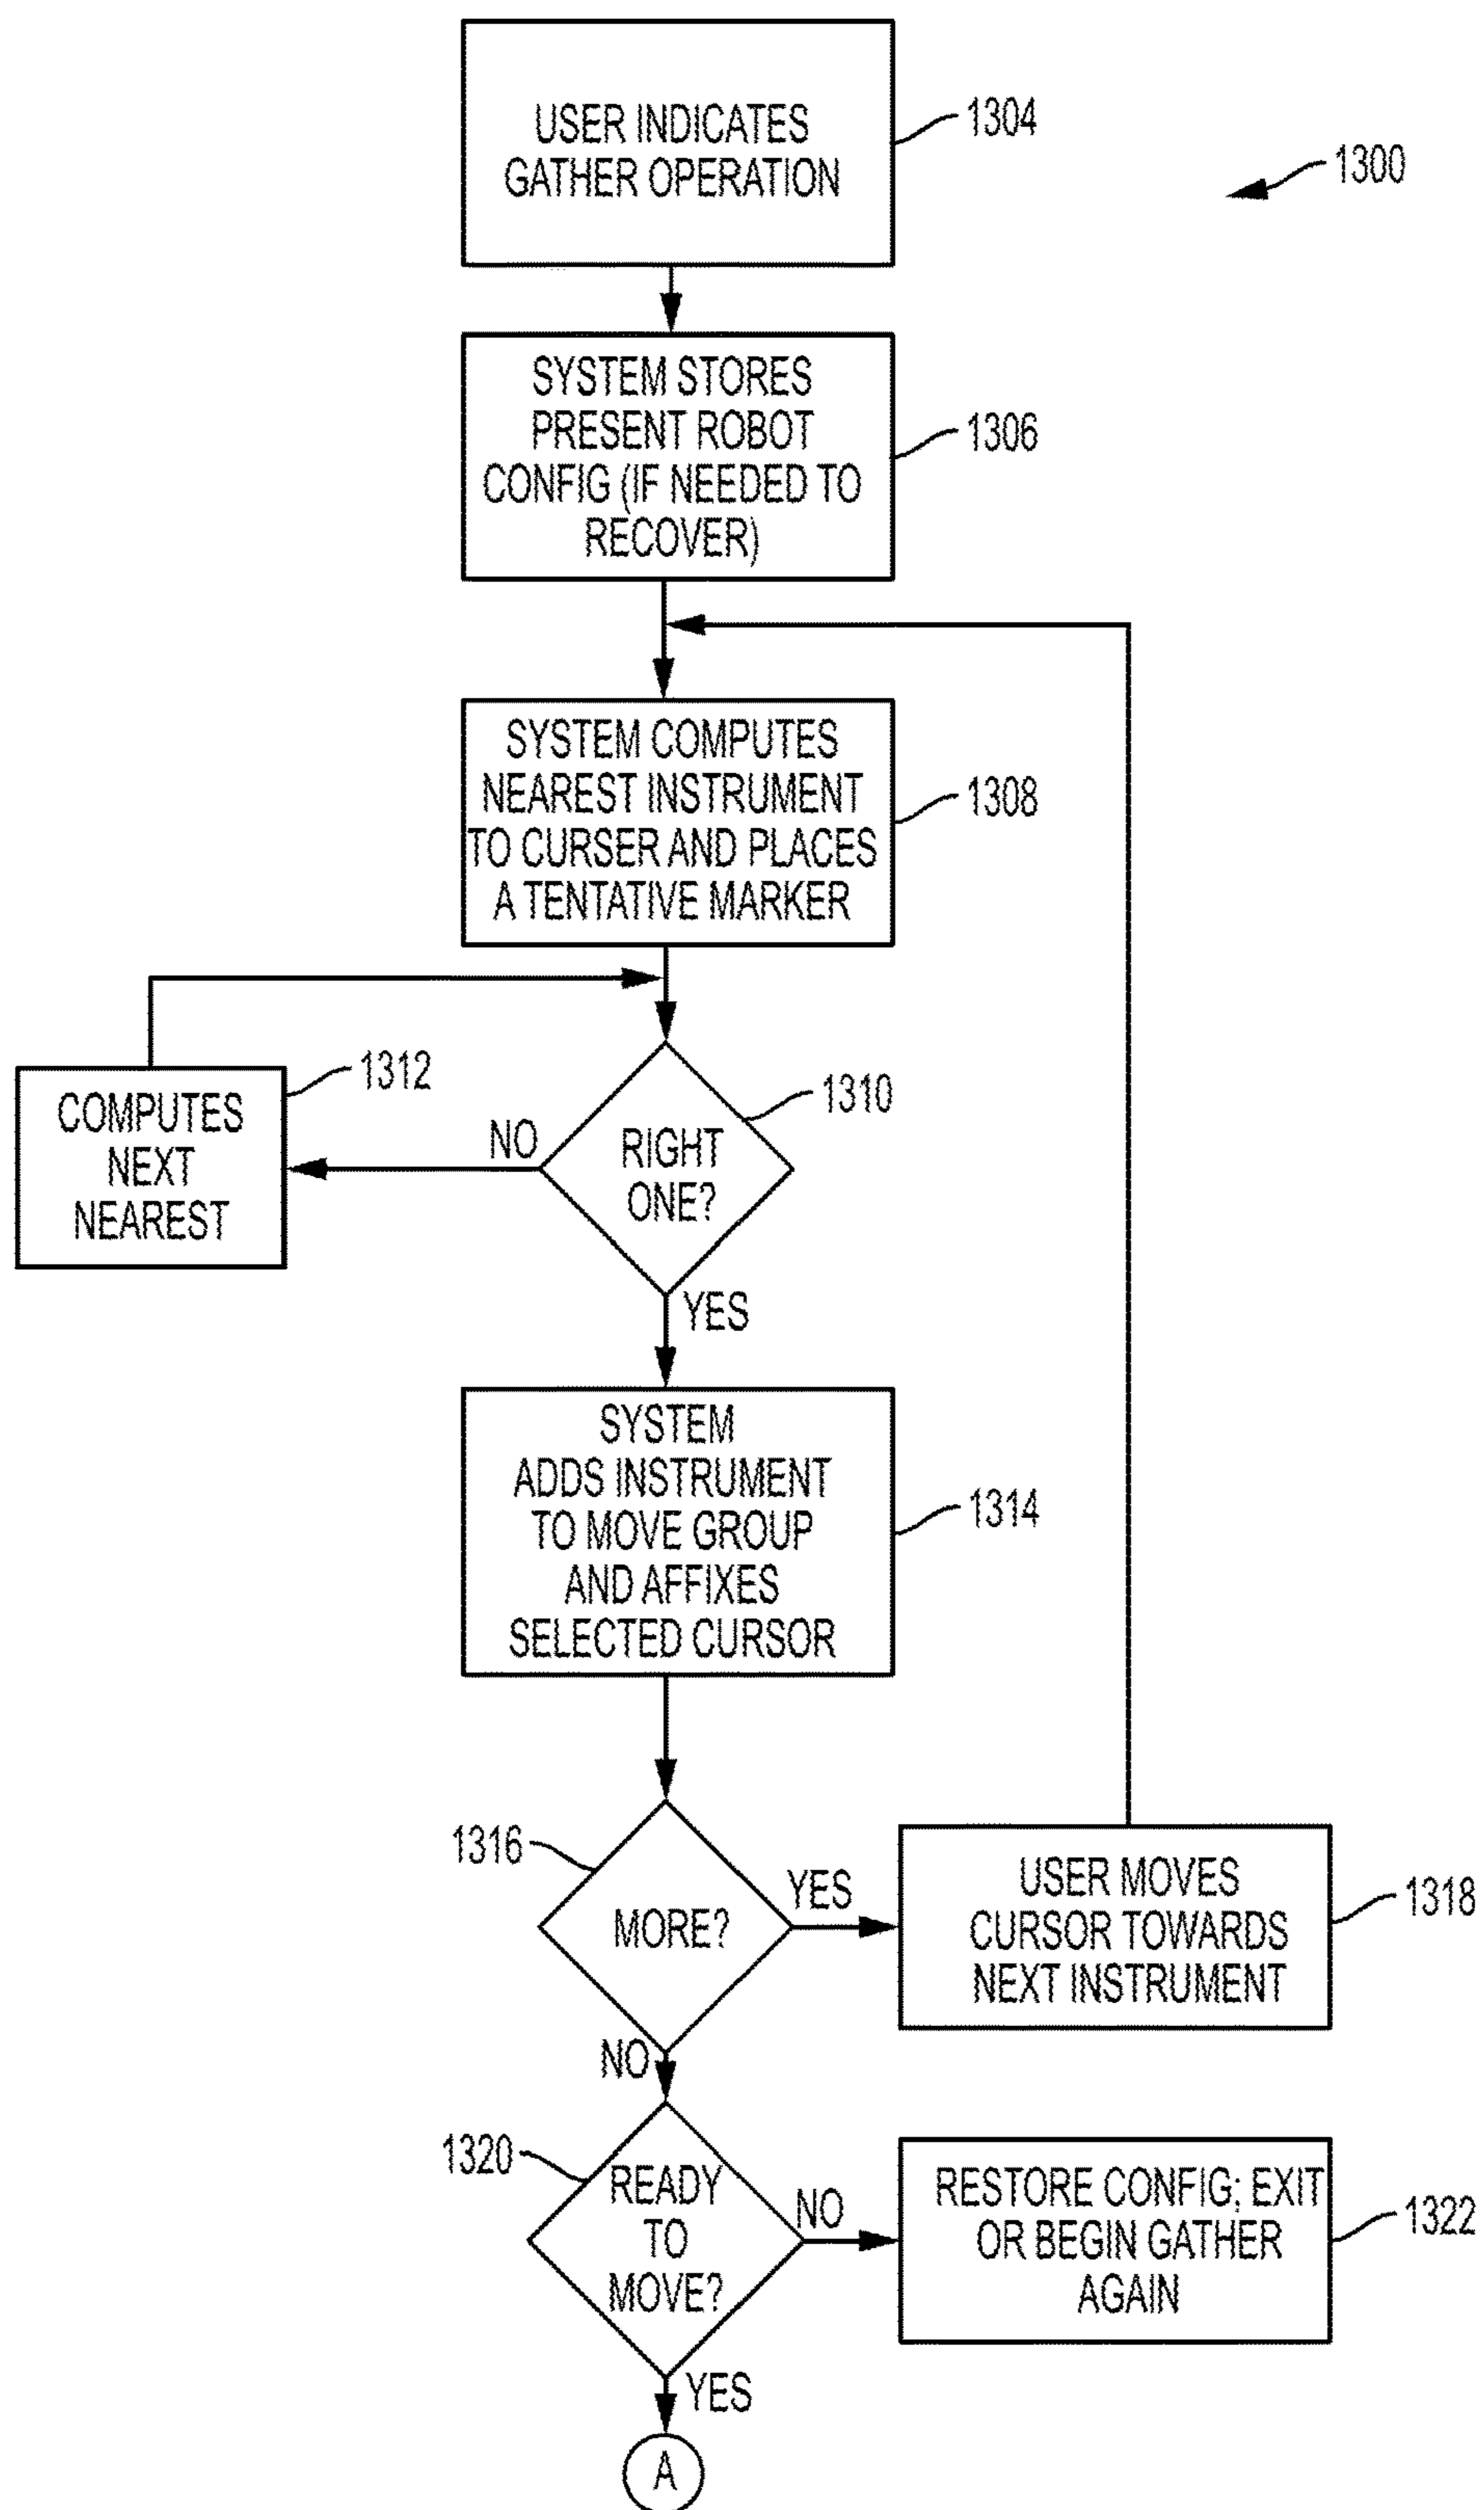 USER INDICATES
GATHER OPERATION
1304
1300
SYSTEM STORES
PRESENT ROBOT
CONFIG (IF NEEDED TO
RECOVER)
1306
SYSTEM COMPUTES
NEAREST INSTRUMENT
TO CURSER AND PLACES
A TENTATIVE MARKER
1308
COMPUTES
NEXT
NEAREST
1312
NO
RIGHT
ONE?
1310
YES
SYSTEM
ADDS INSTRUMENT
TO MOVE GROUP
AND AFFIXES
SELECTED CURSOR
1314
1316
MORE?
YES
USER MOVES
CURSOR TOWARDS
NEXT INSTRUMENT
1318
NO
1320
READY
TO
MOVE?
NO
RESTORE CONFIG; EXIT
OR BEGIN GATHER
AGAIN
1322
YES
A